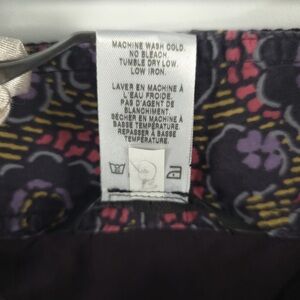 MACHINE WASH COLD.
NO BLEACH.
TUMBLE DRY LOW.
LOW IRON.
LAVER EN MACHINE À
L'EAU FROIDE.
PAS D'AGENT DE
BLANCHIMENT.
SÉCHER EN MACHINE À
BASSE TEMPÉRATURE.
REPASSER À BASSE
TEMPÉRATURE.